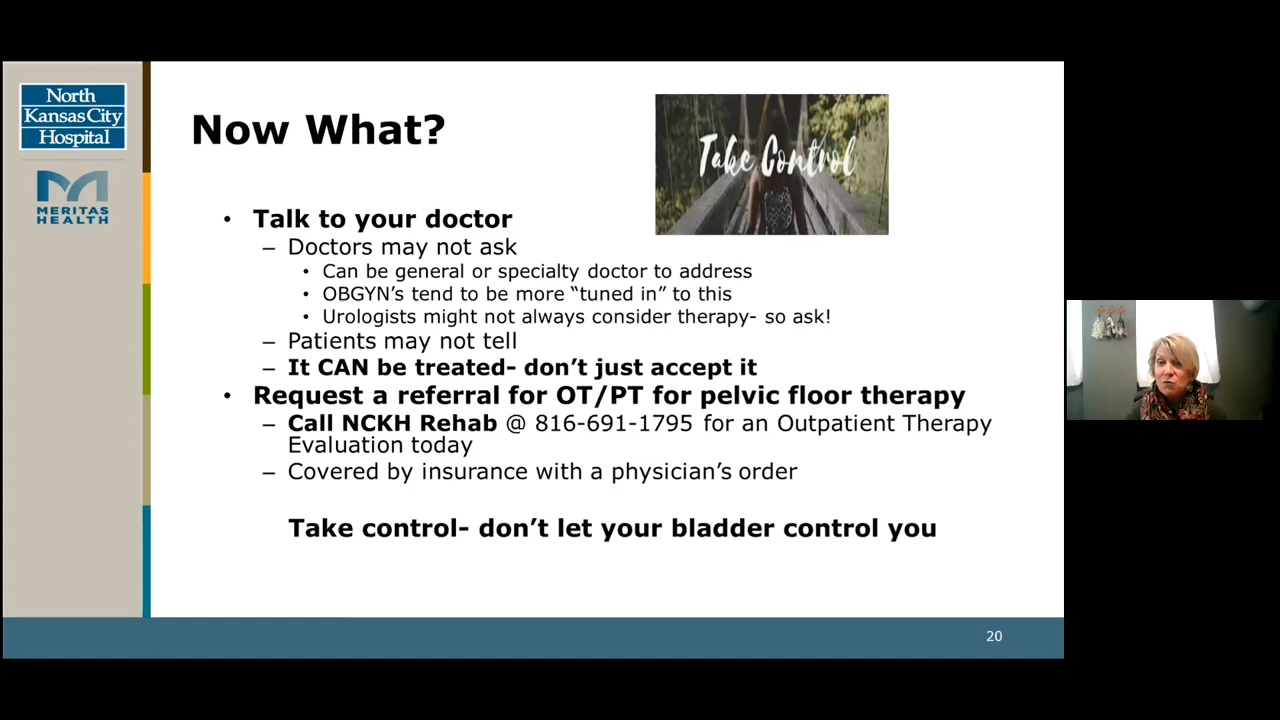 North
Kansas City
Hospital
MERITAS
HEALTH
Now What?
Take Control
• Talk to your doctor
– Doctors may not ask
• Can be general or specialty doctor to address
• OBGYN’s tend to be more “tuned in” to this
• Urologists might not always consider therapy- so ask!
– Patients may not tell
– It CAN be treated- don’t just accept it
• Request a referral for OT/PT for pelvic floor therapy
– Call NCKH Rehab @ 816-691-1795 for an Outpatient Therapy
Evaluation today
– Covered by insurance with a physician’s order
Take control- don’t let your bladder control you
20